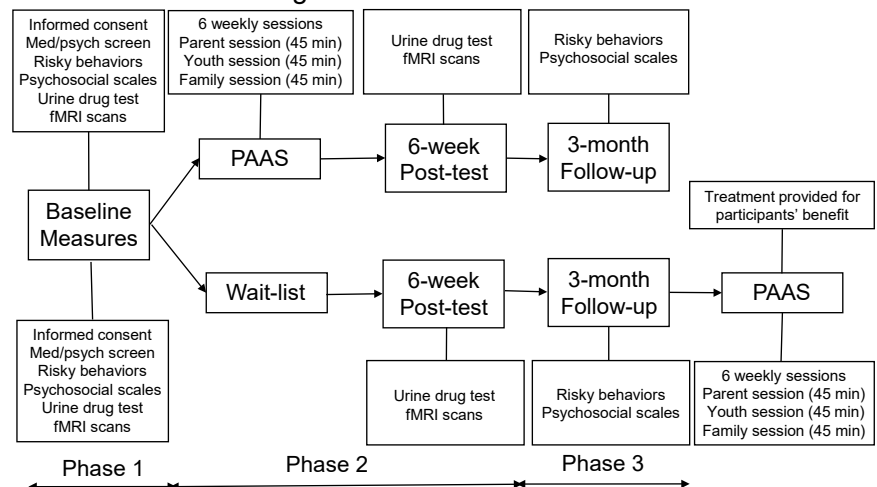 Informed consent
Med/psych screen
Risky behaviors
Psychosocial scales
Urine drug test
fMRI scans
6 weekly sessions
Parent session (45 min)
Youth session (45 min)
Family session (45 min)
Urine drug test
fMRI scans
Risky behaviors
Psychosocial scales
PAAS
6-week
Post-test
3-month
Follow-up
Baseline
Measures
Treatment provided for
participants' benefit
Wait-list
6-week
Post-test
3-month
Follow-up
PAAS
Informed consent
Med/psych screen
Risky behaviors
Psychosocial scales
Urine drug test
fMRI scans
Urine drug test
fMRI scans
Risky behaviors
Psychosocial scales
6 weekly sessions
Parent session (45 min)
Youth session (45 min)
Family session (45 min)
Phase 1
Phase 2
Phase 3